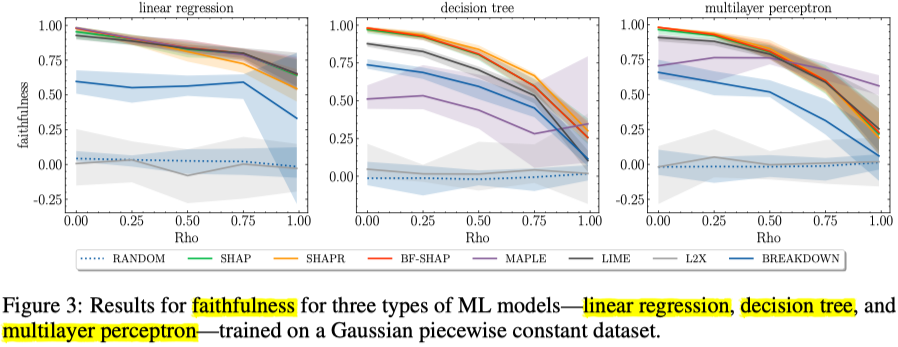 linear regression
decision tree
multilayer perceptron
faithfulness
1.00
0.75
0.50
0.25
0.00
-0.25
0.00 0.25 0.50 0.75 1.00
Rho
1.00
0.75
0.50
0.25
0.00
0.00 0.25 0.50 0.75 1.00
Rho
1.00
0.75
0.50
0.25
0.00
-0.25
0.00 0.25 0.50 0.75 1.00
Rho
RANDOM SHAP SHAPR BF-SHAP MAPLE LIME L2X BREAKDOWN
Figure 3: Results for faithfulness for three types of ML models—linear regression, decision tree, and
multilayer perceptron—trained on a Gaussian piecewise constant dataset.